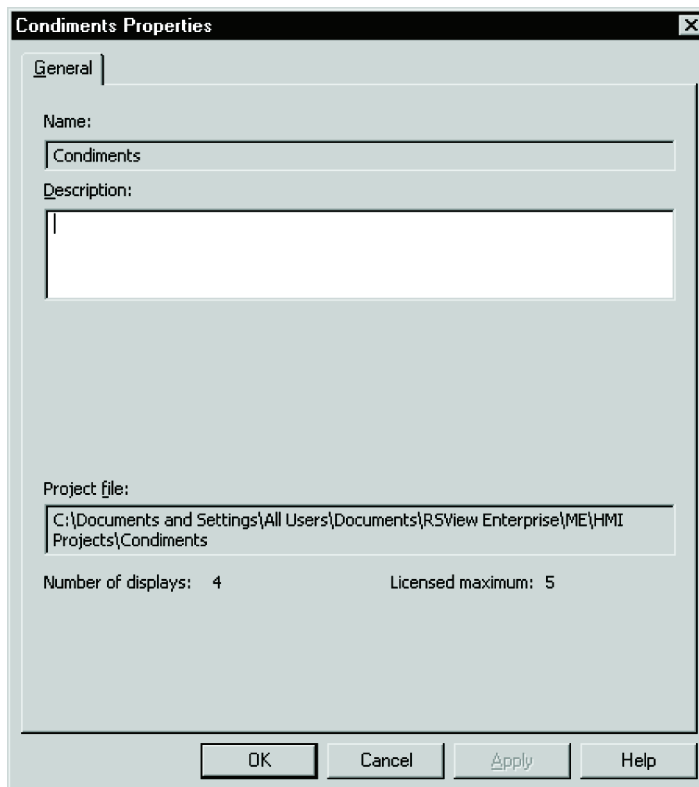 Condiments Properties
General
Name:
Condiments
Description:
Project file:
C:\Documents and Settings\All Users\Documents\RSView Enterprise\ME\HMI
Projects\Condiments
Number of displays: 4 Licensed maximum: 5
OK Cancel Apply Help